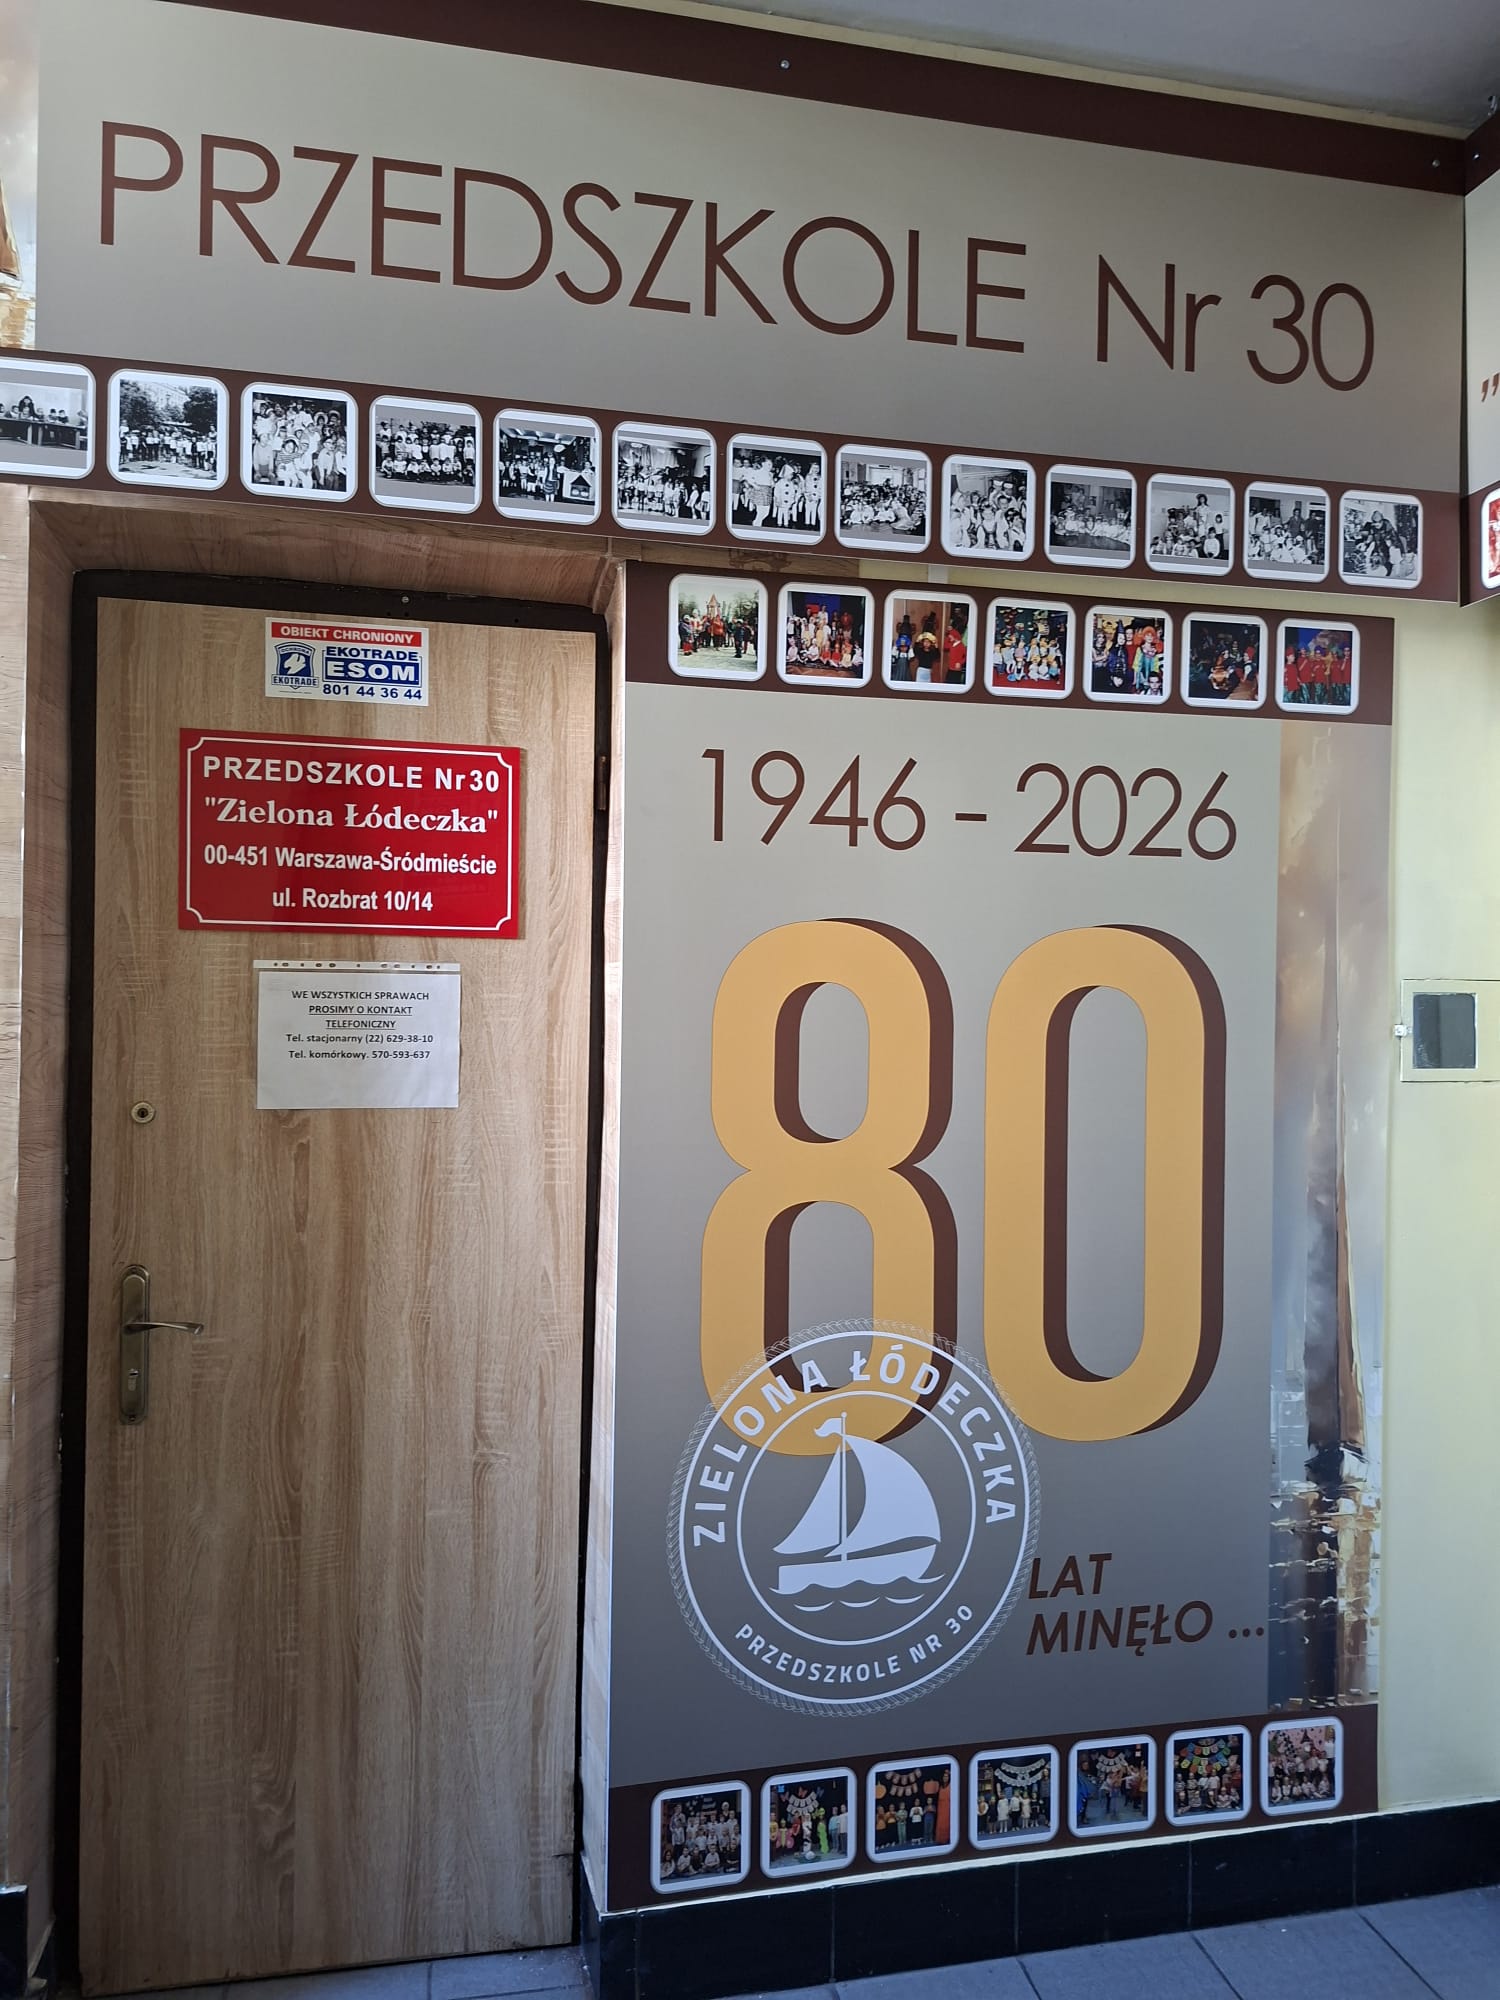 PRZEDSZKOLE Nr 30
OBIEKT CHRONIONY
OCHRONA
EKOTRADE
EKOTRADE
ESOM
801 44 36 44
PRZEDSZKOLE Nr 30
"Zielona Łódeczka"
00-451 Warszawa-Śródmieście
ul. Rozbrat 10/14
WE WSZYSTKICH SPRAWACH
PROSIMY O KONTAKT
TELEFONICZNY
Tel. stacjonarny (22) 629-38-10
Tel. komórkowy. 570-593-637
1946 - 2026
80
ZIELONA ŁÓDECZKA
PRZEDSZKOLE NR 30
LAT
MINĘŁO ...